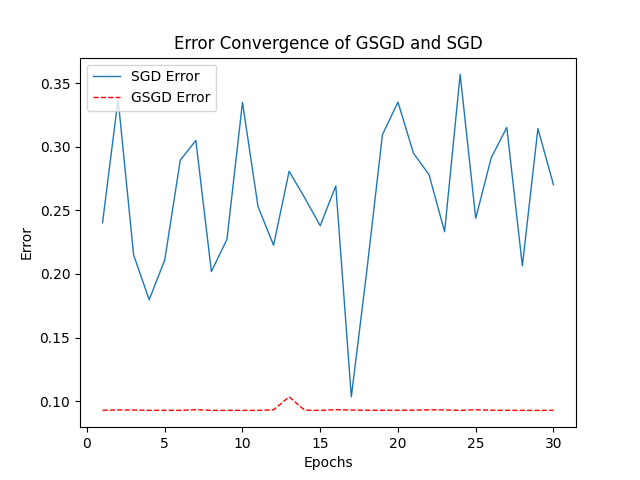 Error Convergence of GSGD and SGD
SGD Error
GSGD Error
Error
0.35
0.30
0.25
0.20
0.15
0.10
0 5 10 15 20 25 30
Epochs